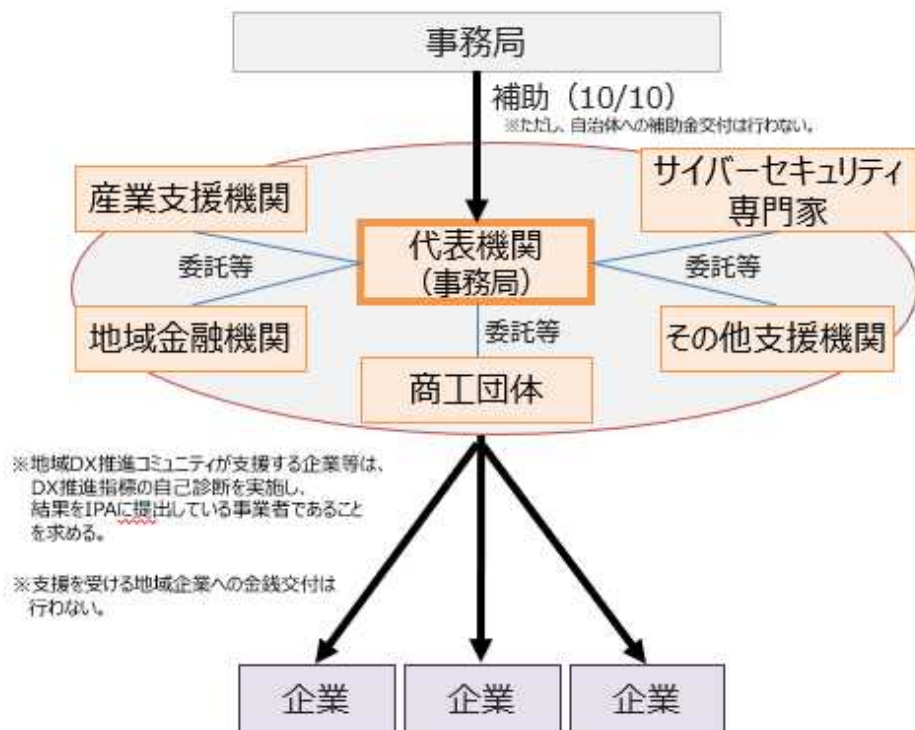 事務局
補助（10/10）
※ただし、自治体への補助金交付は行わない。
産業支援機関
サイバーセキュリティ
専門家
代表機関
（事務局）
委託等
委託等
地域金融機関
委託等
その他支援機関
商工団体
※地域DX推進コミュニティが支援する企業等は、
DX推進指標の自己診断を実施し、
結果をIPAに提出している事業者であること
を求める。
※支援を受ける地域企業への金銭交付は
行わない。
企業
企業
企業